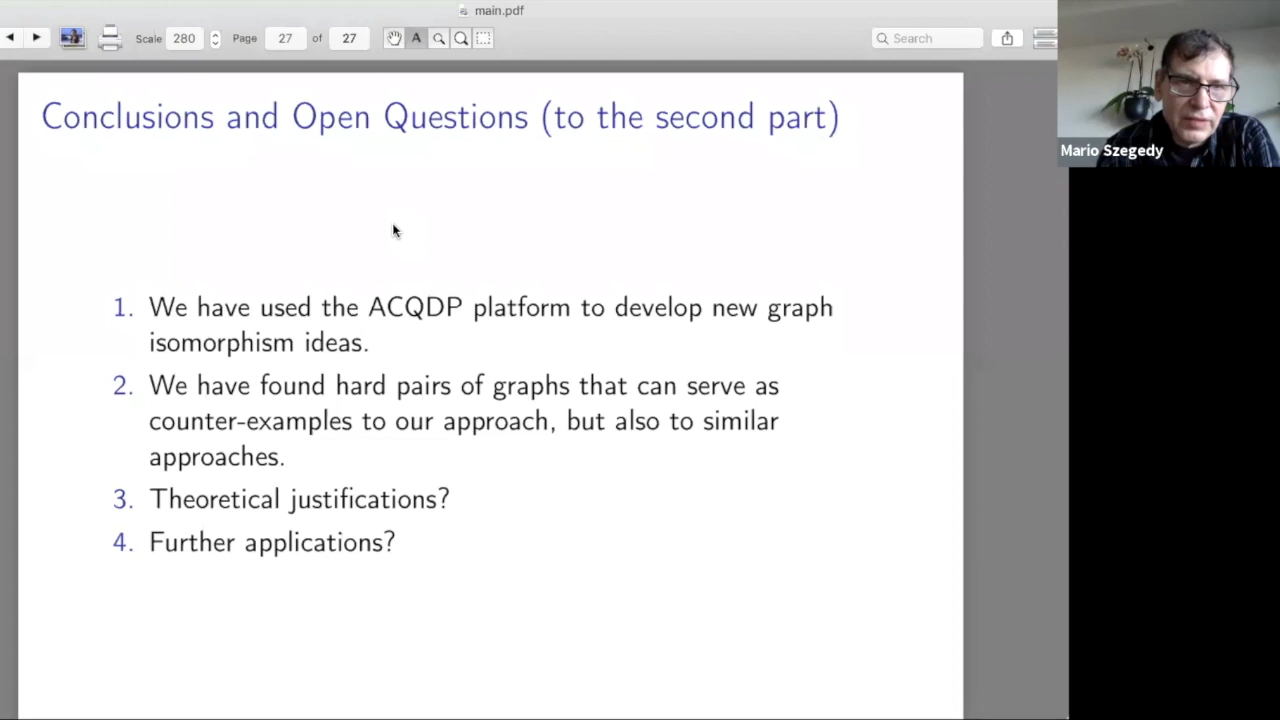 main.pdf
Scale 280 Page 27 of 27 A Search
Conclusions and Open Questions (to the second part)
Mario Szegedy
1. We have used the ACQDP platform to develop new graph
isomorphism ideas.
2. We have found hard pairs of graphs that can serve as
counter-examples to our approach, but also to similar
approaches.
3. Theoretical justifications?
4. Further applications?